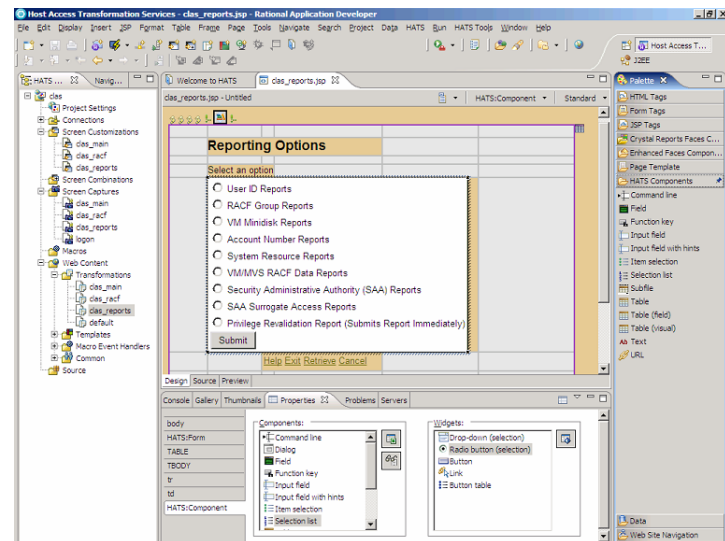 Host Access Transformation Services - clas_reports.jsp - Rational Application Developer
File Edit Display Insert JSP Format Table Frame Page Tools Navigate Search Project Data HATS Run HATS Tools Window Help
Host Access T...
J2EE
HATS ...
Navig...
clas
Project Settings
Connections
Screen Customizations
clas_main
clas_racf
clas_reports
Screen Combinations
Screen Captures
clas_main
clas_racf
clas_reports
logon
Macros
Web Content
Transformations
clas_main
clas_racf
clas_reports
default
Templates
Macro Event Handlers
Common
Source
Welcome to HATS
clas_reports.jsp
clas_reports.jsp - Untitled
HATS:Component
Standard
Reporting Options
Select an option
User ID Reports
RACF Group Reports
VM Minidisk Reports
Account Number Reports
System Resource Reports
VM/MVS RACF Data Reports
Security Administrative Authority (SAA) Reports
SAA Surrogate Access Reports
Privilege Revalidation Report (Submits Report Immediately)
Submit
Help Exit Retrieve Cancel
Design Source Preview
Console Gallery Thumbnails Properties Problems Servers
body
HATS:Form
TABLE
TBODY
tr
td
HATS:Component
Components:
Command line
Dialog
Field
Function key
Input field
Input field with hints
Item selection
Selection list
Widgets:
Drop-down (selection)
Radio button (selection)
Button
Link
Button table
Palette
HTML Tags
Form Tags
JSP Tags
Crystal Reports Faces C...
Enhanced Faces Compon...
Page Template
HATS Components
Command line
Field
Function key
Input field
Input field with hints
Item selection
Selection list
Subfile
Table
Table (field)
Table (visual)
Ab Text
URL
Data
Web Site Navigation